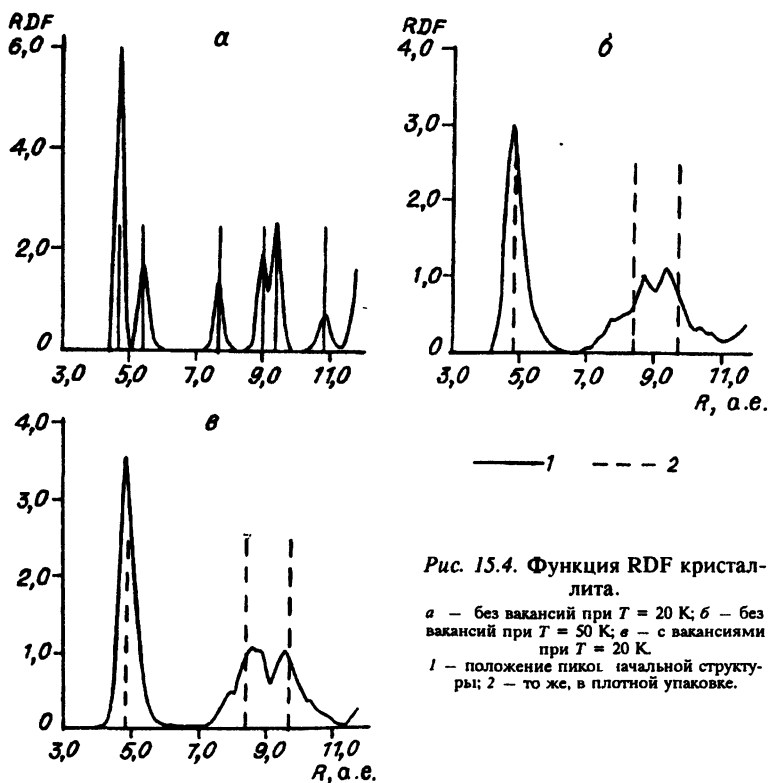 RDF
а
6,0
4,0
2,0
0
3,0 5,0 7,0 9,0 11,0
RDF
б
4,0
3,0
2,0
1,0
0
3,0 5,0 7,0 9,0 11,0
R, а.е.
в
4,0
3,0
2,0
1,0
0
3,0 5,0 7,0 9,0 11,0
R, а.е.
1 2
Рис. 15.4. Функция RDF кристал-
лита.
а — без вакансий при T = 20 К; б — без
вакансий при T = 50 К; в — с вакансиями
при T = 20 К.
1 — положение начальной структу-
ры; 2 — то же, в плотной упаковке.